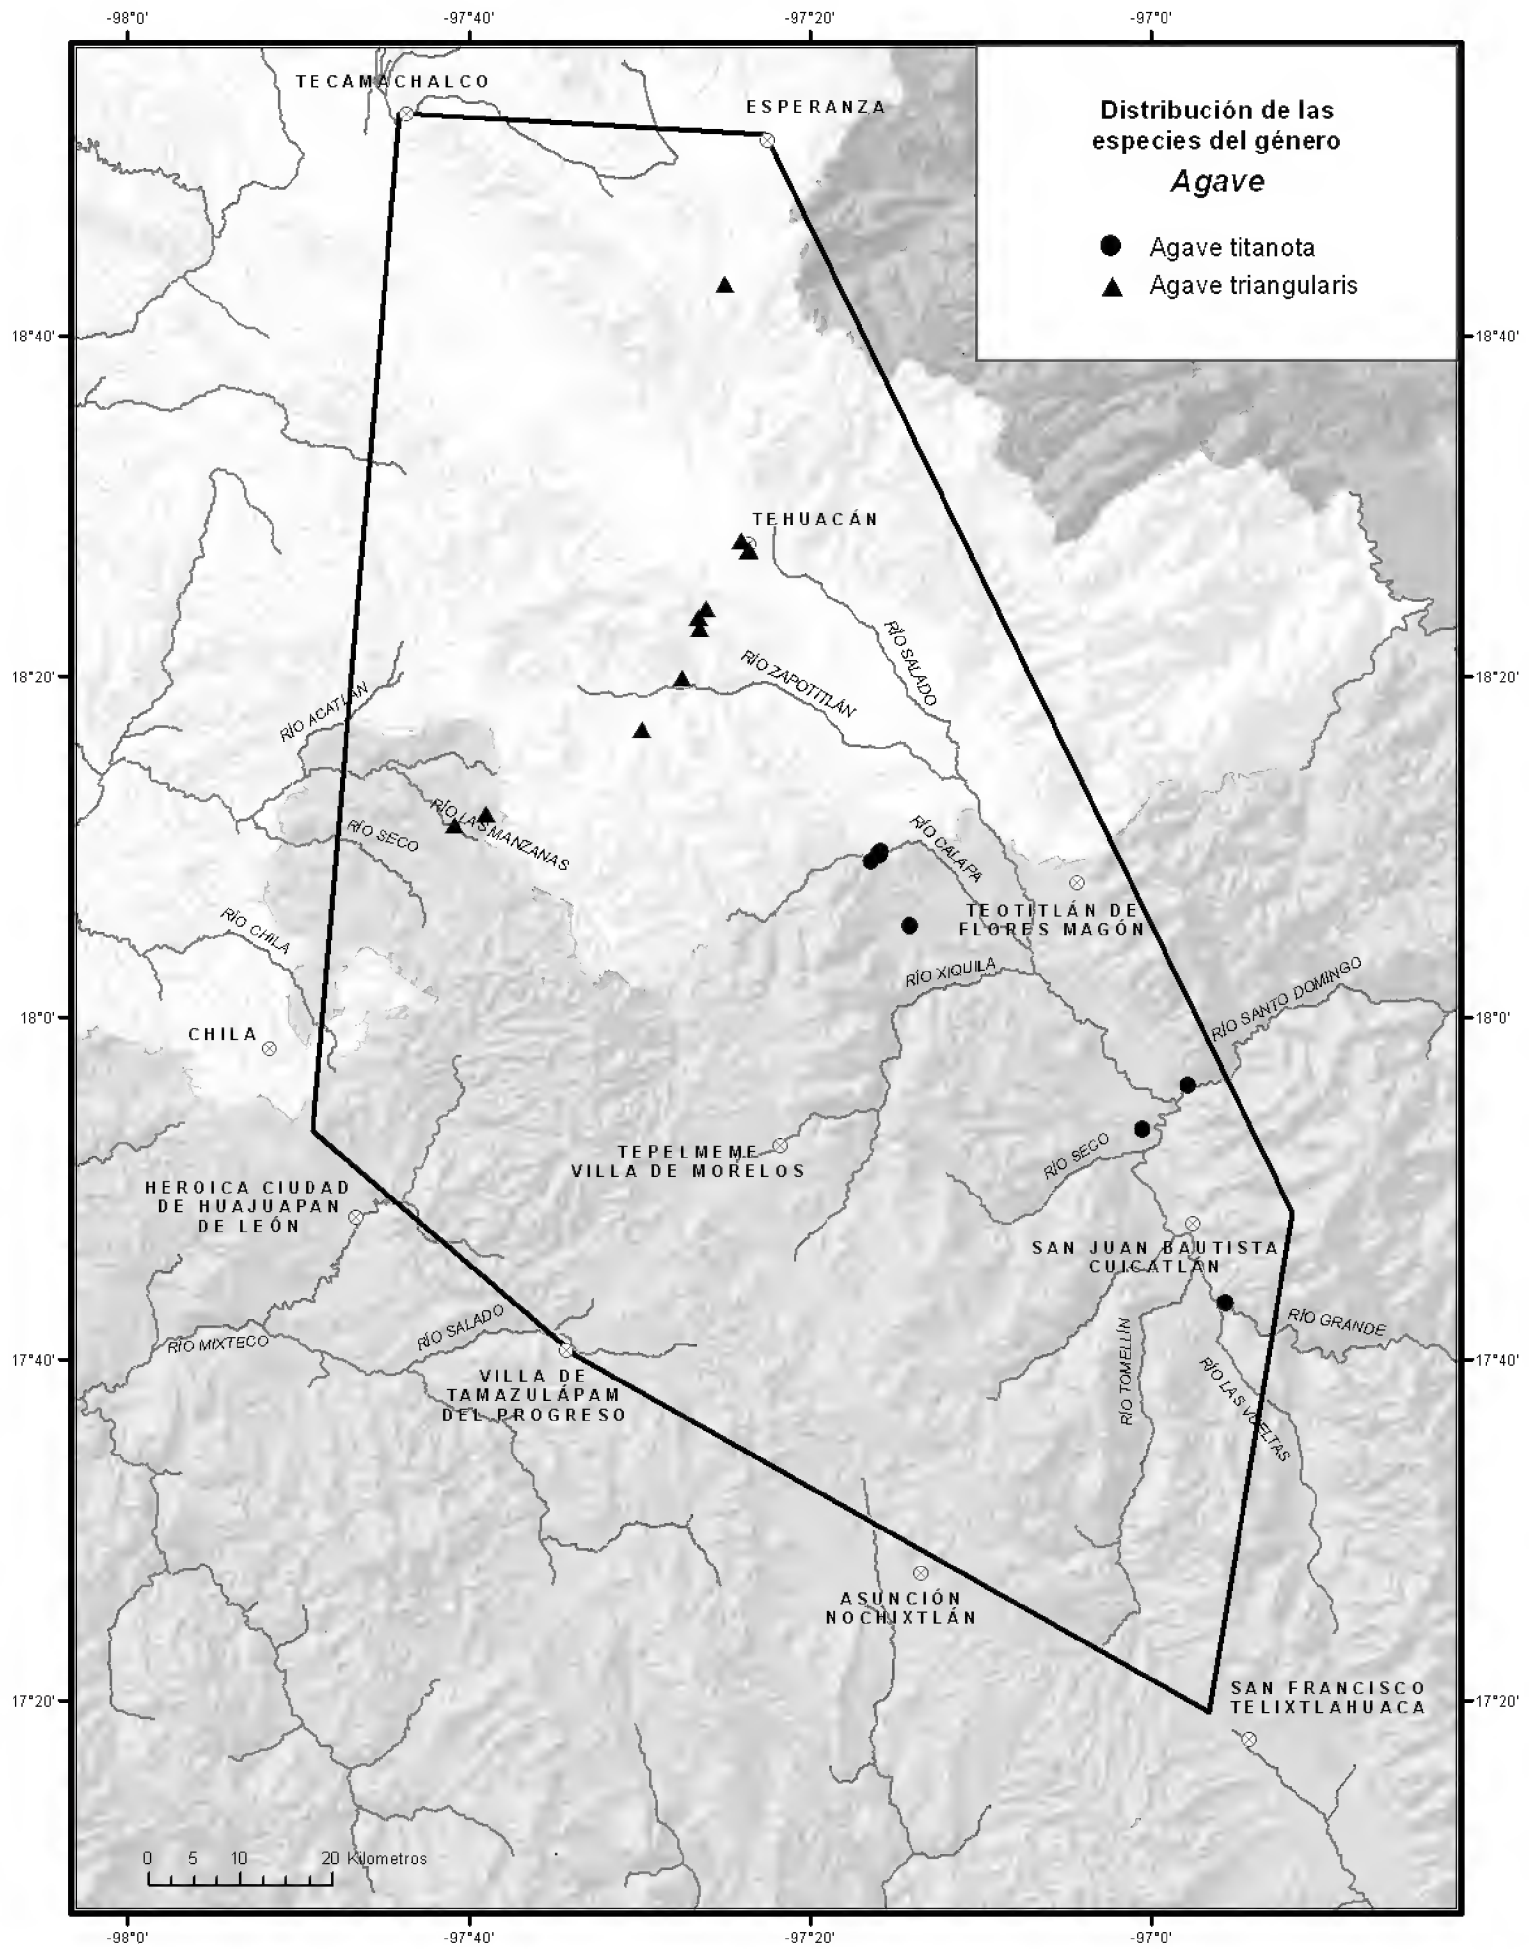 -98°0' -97°40' -97°20' -97°0'
TECAMACHALCO
ESPERANZA
Distribución de las
especies del género
Agave
Agave titanota
Agave triangularis
18°40' 18°40'
TEHUACÁN
RÍO SALADO
RÍO ZAPOTITLÁN
18°20' 18°20'
RÍO ACATLÁN
RÍO LAS MANZANAS
RÍO SECO
RÍO CALAPA
TEOTITLÁN DE
FLORES MAGÓN
RÍO CHILA
RÍO XIQUILA
RÍO SANTO DOMINGO
18°0' 18°0'
CHILA
TEPELMEME
VILLA DE MORELOS
RÍO SECO
HEROICA CIUDAD
DE HUAJUAPAN
DE LEÓN
SAN JUAN BAUTISTA
CUICATLÁN
RÍO SALADO
RÍO MIXTECO
RÍO GRANDE
17°40' 17°40'
RÍO TOMELLÍN
RÍO LAS VUELTAS
VILLA DE
TAMAZULÁPAM
DEL PROGRESO
ASUNCIÓN
NOCHIXTLÁN
SAN FRANCISCO
TELIXTLAHUACA
17°20' 17°20'
0 5 10 20 Kilometros
-98°0' -97°40' -97°20' -97°0'